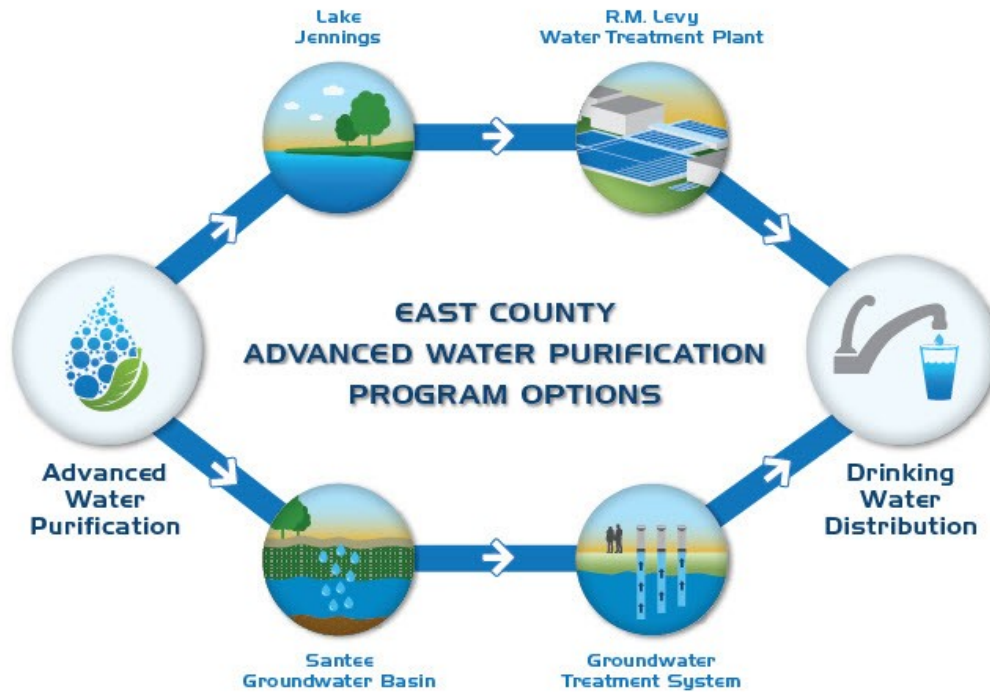 Lake
Jennings
R.M. Levy
Water Treatment Plant
EAST COUNTY
ADVANCED WATER PURIFICATION
PROGRAM OPTIONS
Advanced
Water
Purification
Drinking
Water
Distribution
Santee
Groundwater Basin
Groundwater
Treatment System